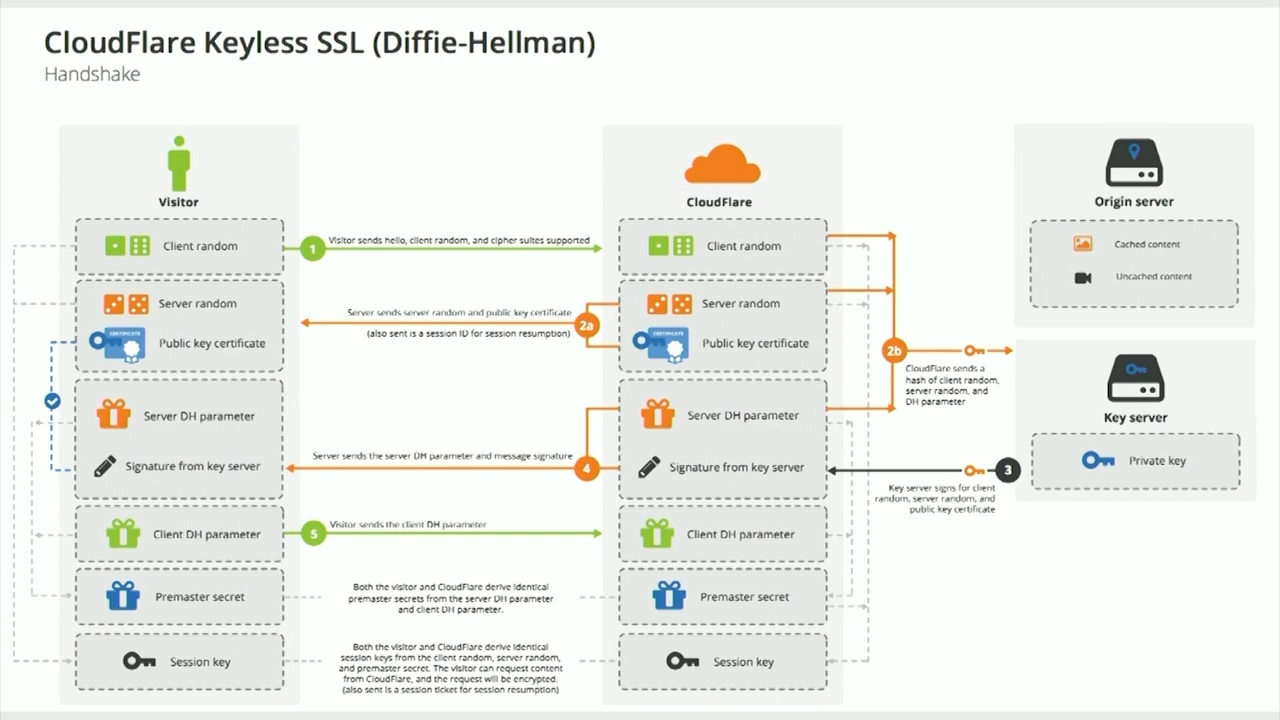 CloudFlare Keyless SSL (Diffie-Hellman)
Handshake
Visitor
Client random
Server random
CERTIFICATE
Public key certificate
Server DH parameter
Signature from key server
Client DH parameter
Premaster secret
Session key
1
Visitor sends hello, client random, and cipher suites supported
Server sends server random and public key certificate
2a
(also sent is a session ID for session resumption)
Server sends the server DH parameter and message signature
4
Visitor sends the client DH parameter
5
Both the visitor and CloudFlare derive identical
premaster secrets from the server DH parameter
and client DH parameter.
Both the visitor and CloudFlare derive identical
session keys from the client random, server random,
and premaster secret. The visitor can request content
from CloudFlare, and the request will be encrypted.
(also sent is a session ticket for session resumption)
CloudFlare
Client random
Server random
CERTIFICATE
Public key certificate
Server DH parameter
Signature from key server
Client DH parameter
Premaster secret
Session key
2b
CloudFlare sends a
hash of client random,
server random, and
DH parameter
3
Key server signs for client
random, server random, and
public key certificate
Origin server
Cached content
Uncached content
Key server
Private key